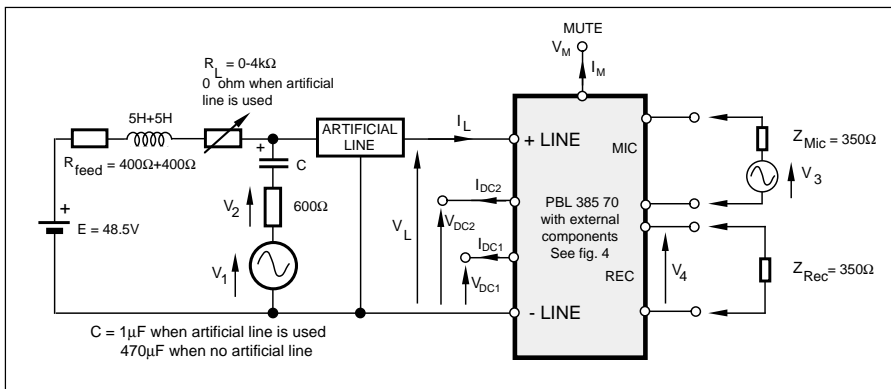 MUTE
V_M
I_M
R_L = 0-4kΩ
0 ohm when artificial
line is used
5H+5H
R_feed = 400Ω+400Ω
+
C
ARTIFICIAL
LINE
I_L
+ LINE
MIC
Z_Mic = 350Ω
V_3
+
E = 48.5V
V_2
600Ω
V_1
V_L
I_DC2
V_DC2
I_DC1
V_DC1
PBL 385 70
with external
components
See fig. 4
REC
V_4
Z_Rec = 350Ω
- LINE
C = 1µF when artificial line is used
470µF when no artificial line